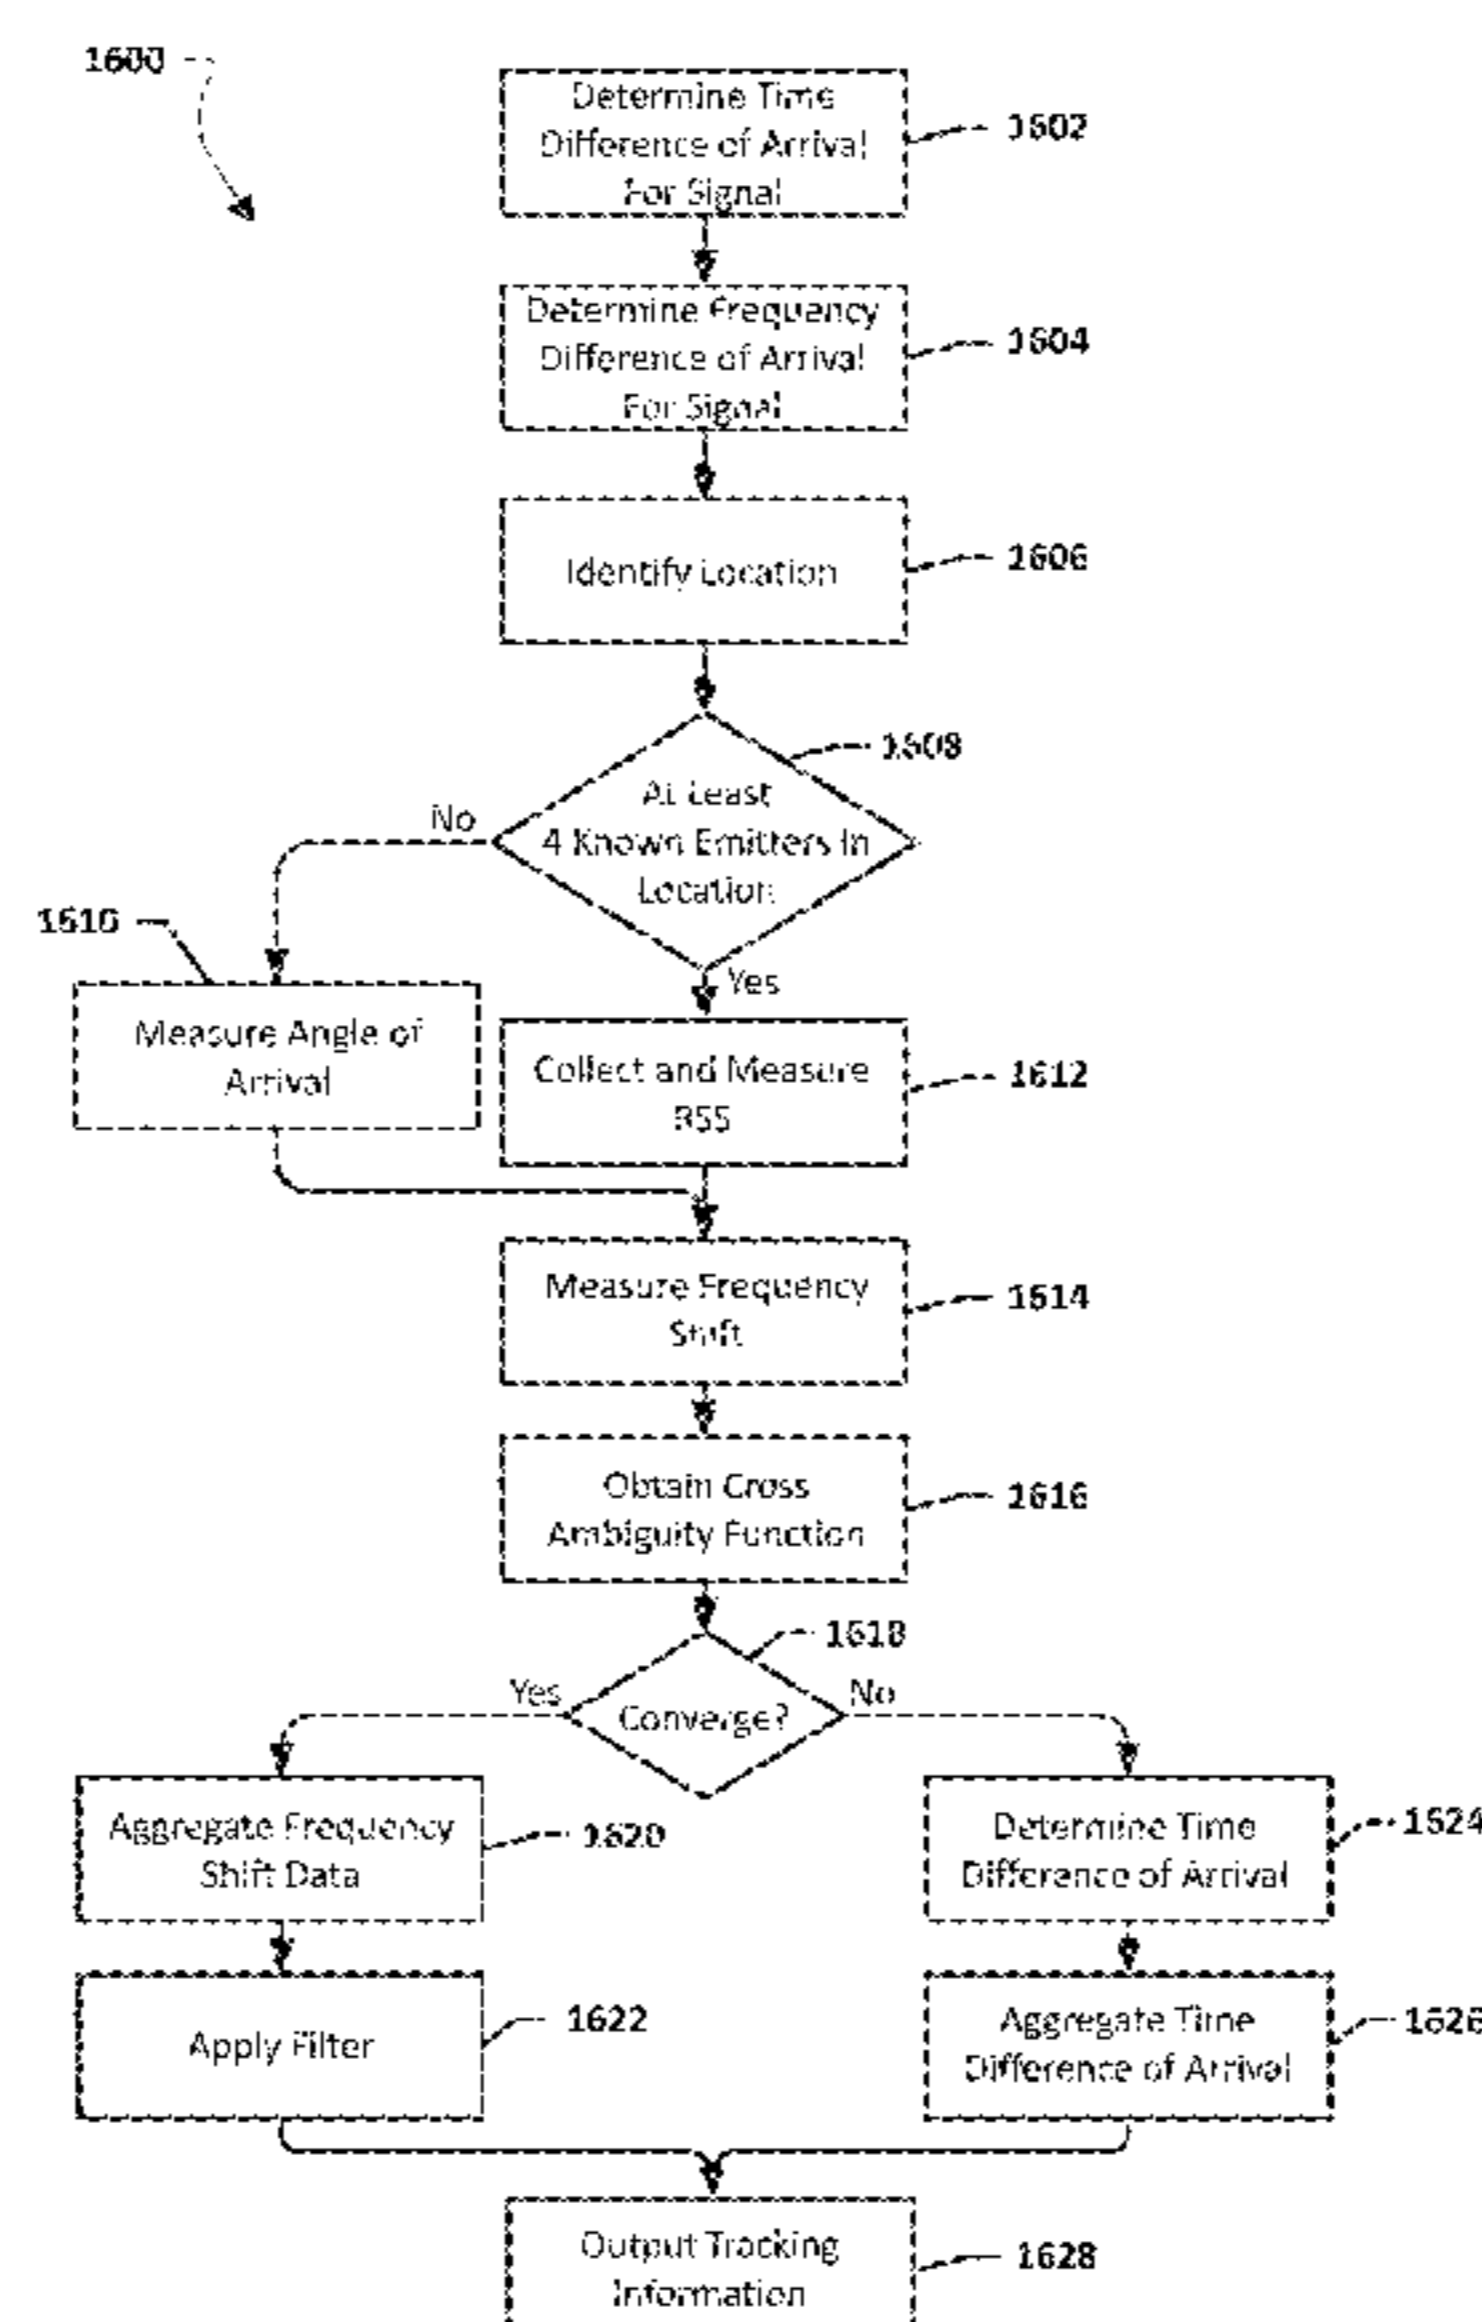 1600
Determine Time
Difference of Arrival
For Signal
1602
Determine Frequency
Difference of Arrival
For Signal
1604
Identify Location
1606
1608
At Least
4 Known Emitters In
Location
No
Yes
1610
Measure Angle of
Arrival
Collect and Measure
RSS
1612
Measure Frequency
Shift
1614
Obtain Cross
Ambiguity Function
1616
1618
Converge?
Yes
No
Aggregate Frequency
Shift Data
1620
Determine Time
Difference of Arrival
1624
Apply Filter
1622
Aggregate Time
Difference of Arrival
1626
Output Tracking
Information
1628